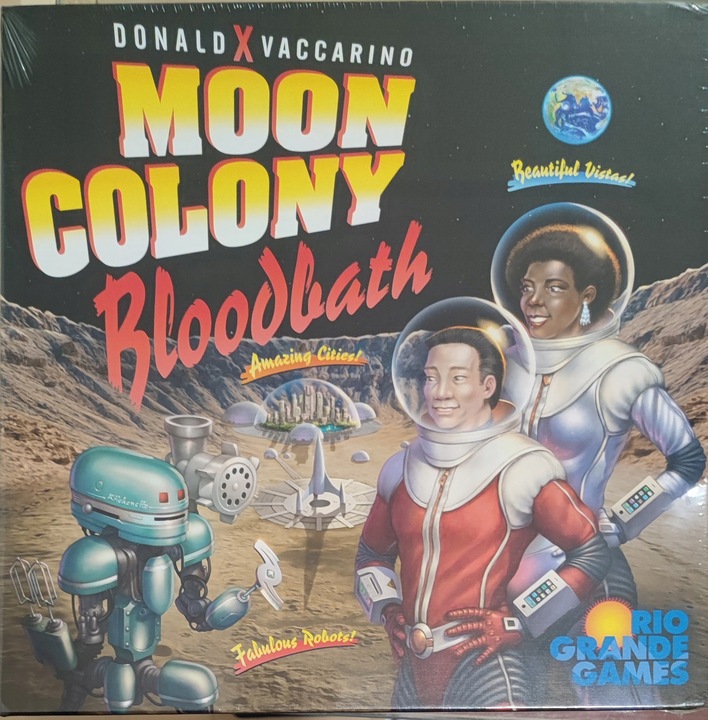 DONALD X VACCARINO
MOON
COLONY
Bloodbath
Beautiful Vistas!
Amazing Cities!
Fabulous Robots!
RIO
GRANDE
GAMES